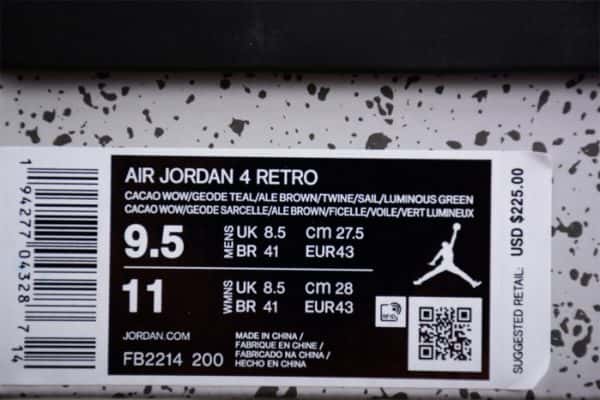 AIR JORDAN 4 RETRO
CACAO WOW/GEODE TEAL/ALE BROWN/TWINE/SAIL/LUMINOUS GREEN
CACAO WOW/GEODE SARCELLE/ALE BROWN/FICELLE/VOILE/VERT LUMINEUX
9.5 MENS UK 8.5 cm 27.5
BR 41 EUR43
11 WMNS UK 8.5 cm 28
BR 41 EUR43
JORDAN.COM
FB2214 200
MADE IN CHINA /
FABRIQUE EN CHINE /
FABRICADO NA CHINA /
HECHO EN CHINA
SUGGESTED RETAIL: USD $225.00
1 94277 04328 7 14